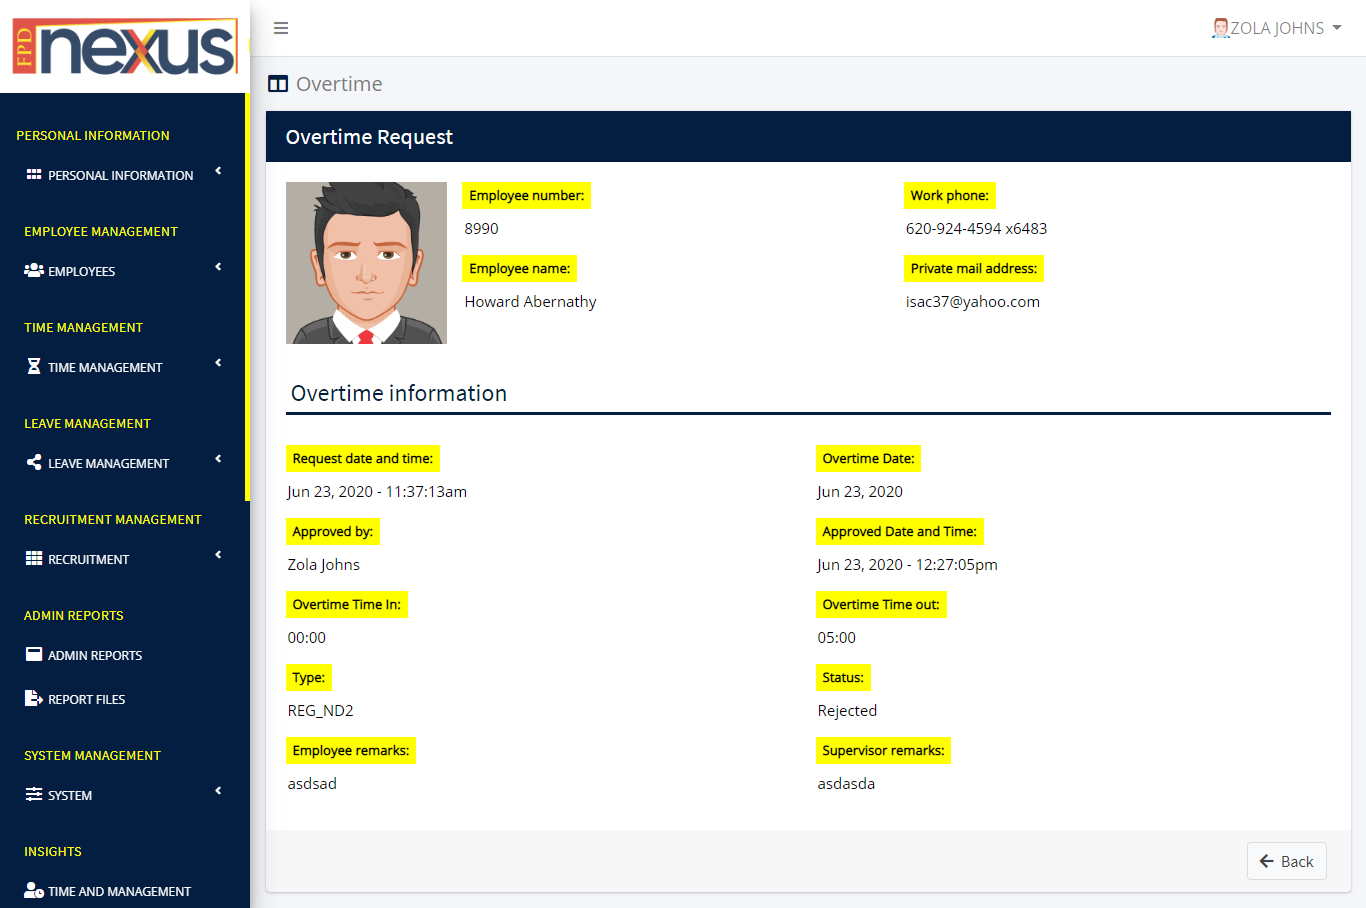 FPD nexus
ZOLA JOHNS
Overtime
PERSONAL INFORMATION
PERSONAL INFORMATION
EMPLOYEE MANAGEMENT
EMPLOYEES
TIME MANAGEMENT
TIME MANAGEMENT
LEAVE MANAGEMENT
LEAVE MANAGEMENT
RECRUITMENT MANAGEMENT
RECRUITMENT
ADMIN REPORTS
ADMIN REPORTS
REPORT FILES
SYSTEM MANAGEMENT
SYSTEM
INSIGHTS
TIME AND MANAGEMENT
Overtime Request
Employee number:
8990
Employee name:
Howard Abernathy
Work phone:
620-924-4594 x6483
Private mail address:
isac37@yahoo.com
Overtime information
Request date and time:
Jun 23, 2020 - 11:37:13am
Overtime Date:
Jun 23, 2020
Approved by:
Zola Johns
Approved Date and Time:
Jun 23, 2020 - 12:27:05pm
Overtime Time In:
00:00
Overtime Time out:
05:00
Type:
REG_ND2
Status:
Rejected
Employee remarks:
asdsad
Supervisor remarks:
asdasda
Back